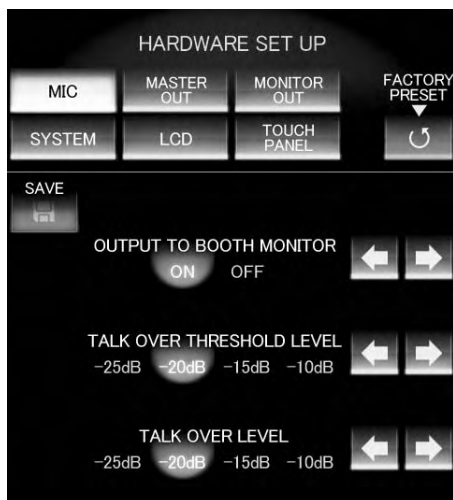 HARDWARE SET UP
MIC
MASTER
OUT
MONITOR
OUT
FACTORY
PRESET
SYSTEM
LCD
TOUCH
PANEL
SAVE
OUTPUT TO BOOTH MONITOR
ON OFF
TALK OVER THRESHOLD LEVEL
-25dB -20dB -15dB -10dB
TALK OVER LEVEL
-25dB -20dB -15dB -10dB